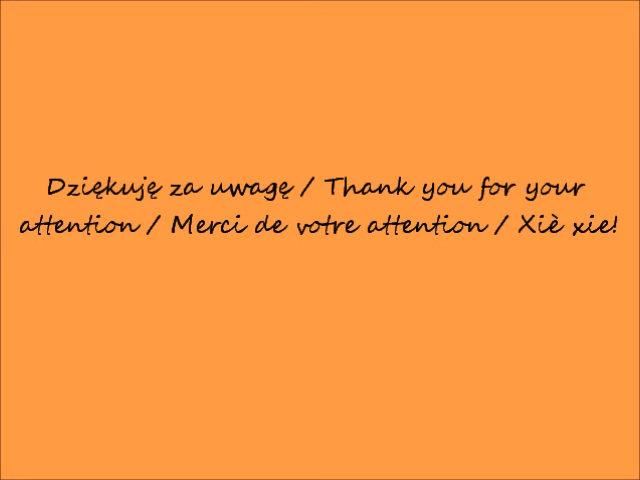 Dziękuję za uwagę / Thank you for your
attention / Merci de votre attention / Xiè xie!